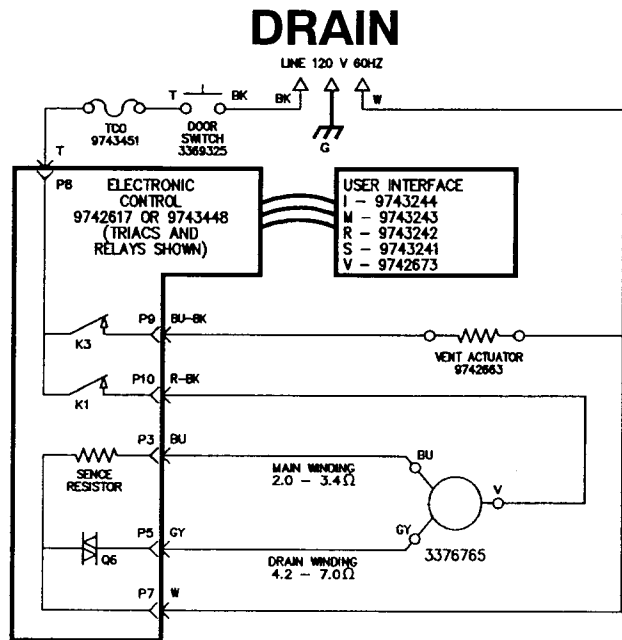 DRAIN
LINE 120 V 60HZ
T
BK
BK
W
TCO
9743451
DOOR
SWITCH
3369325
G
T
P8
ELECTRONIC
CONTROL
9742617 OR 9743448
(TRIACS AND
RELAYS SHOWN)
USER INTERFACE
I - 9743244
M - 9743243
R - 9743242
S - 9743241
V - 9742673
K3
P9
BU-BK
VENT ACTUATOR
9742663
K1
P10
R-BK
SENCE
RESISTOR
P3
BU
MAIN WINDING
2.0 - 3.4Ω
BU
V
Q6
P5
GY
GY
DRAIN WINDING
4.2 - 7.0Ω
3376765
P7
W